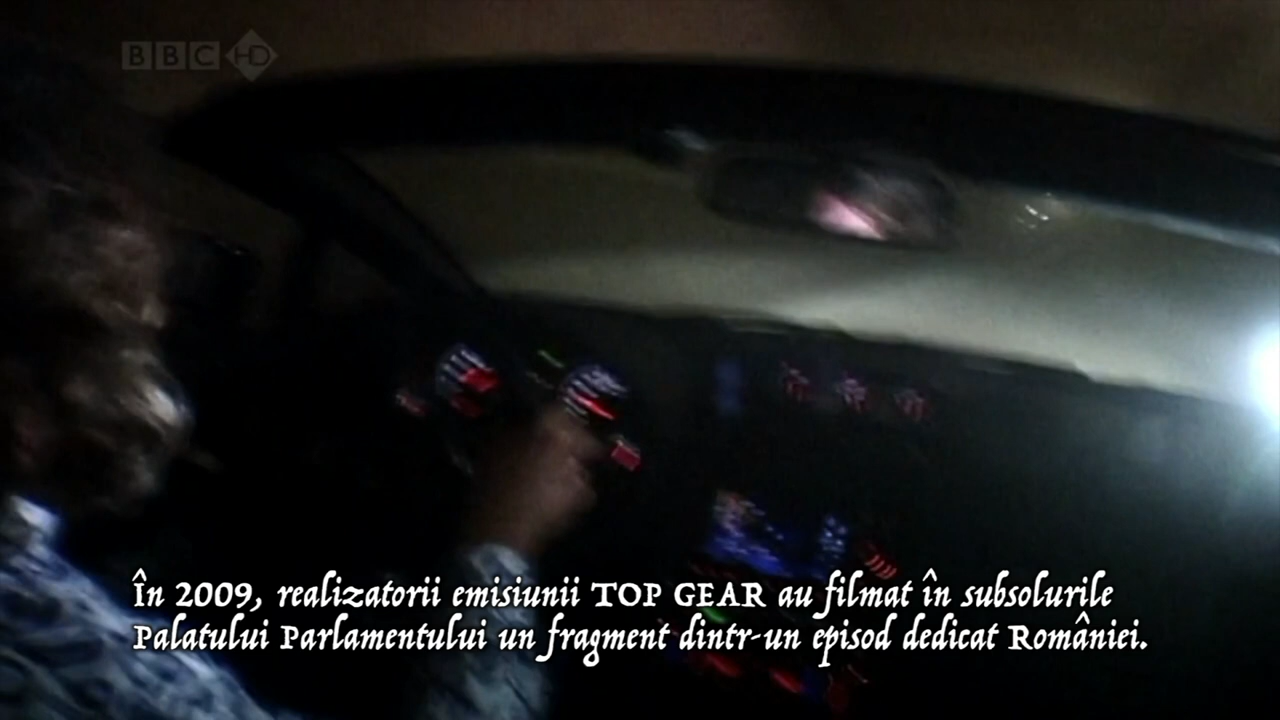 BBC HD
În 2009, realizatorii emisiunii TOP GEAR au filmat în subsolurile
Palatului Parlamentului un fragment dintr-un episod dedicat României.